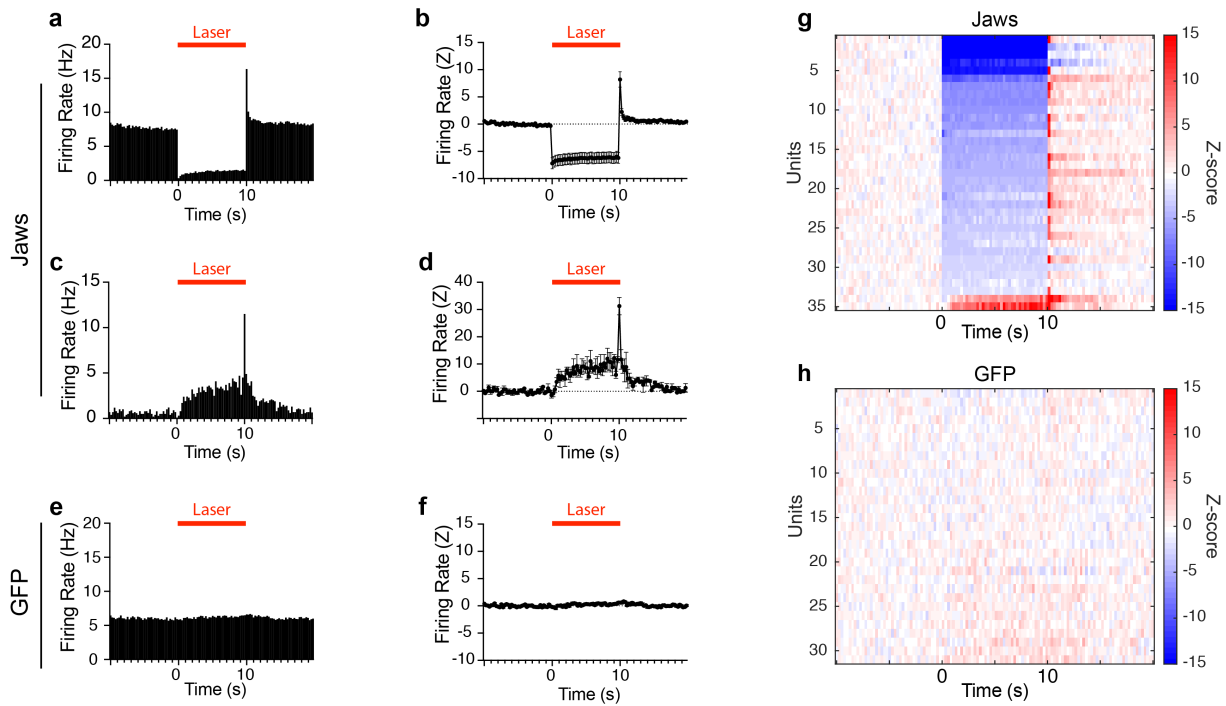 a
Laser
Firing Rate (Hz)
20
15
10
5
0
0
10
Time (s)
b
Laser
Firing Rate (Z)
15
10
5
0
-5
-10
0
10
Time (s)
Jaws
c
Laser
Firing Rate (Hz)
15
10
5
0
0
10
Time (s)
d
Laser
Firing Rate (Z)
40
30
20
10
0
0
10
Time (s)
GFP
e
Laser
Firing Rate (Hz)
20
15
10
5
0
0
10
Time (s)
f
Laser
Firing Rate (Z)
15
10
5
0
-5
-10
0
10
Time (s)
g
Jaws
Units
5
10
15
20
25
30
35
0
10
Time (s)
15
10
5
0
-5
-10
-15
Z-score
h
GFP
Units
5
10
15
20
25
30
0
10
Time (s)
15
10
5
0
-5
-10
-15
Z-score